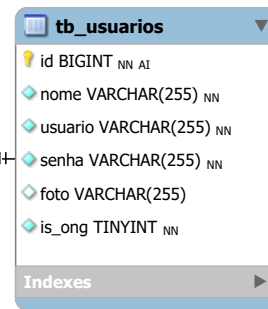 tb_usuarios
id BIGINT NN AI
nome VARCHAR(255) NN
usuario VARCHAR(255) NN
senha VARCHAR(255) NN
foto VARCHAR(255)
is_ong TINYINT NN
Indexes